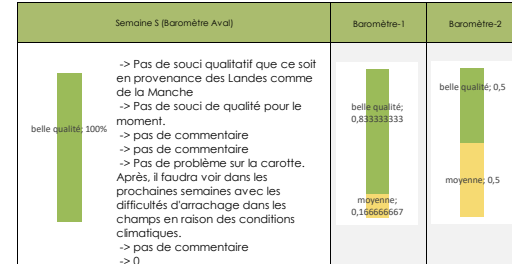 Semaine S (Baromètre Aval)
Baromètre-1
Baromètre-2
belle qualité; 100%
-> Pas de souci qualitatif que ce soit
en provenance des Landes comme
de la Manche
-> Pas de souci de qualité pour le
moment.
-> pas de commentaire
-> pas de commentaire
-> Pas de problème sur la carotte.
Après, il faudra voir dans les
prochaines semaines avec les
difficultés d'arrachage dans les
champs en raison des conditions
climatiques.
-> pas de commentaire
-> 0
belle qualité;
0,833333333
moyenne;
0,166666667
belle qualité; 0,5
moyenne; 0,5